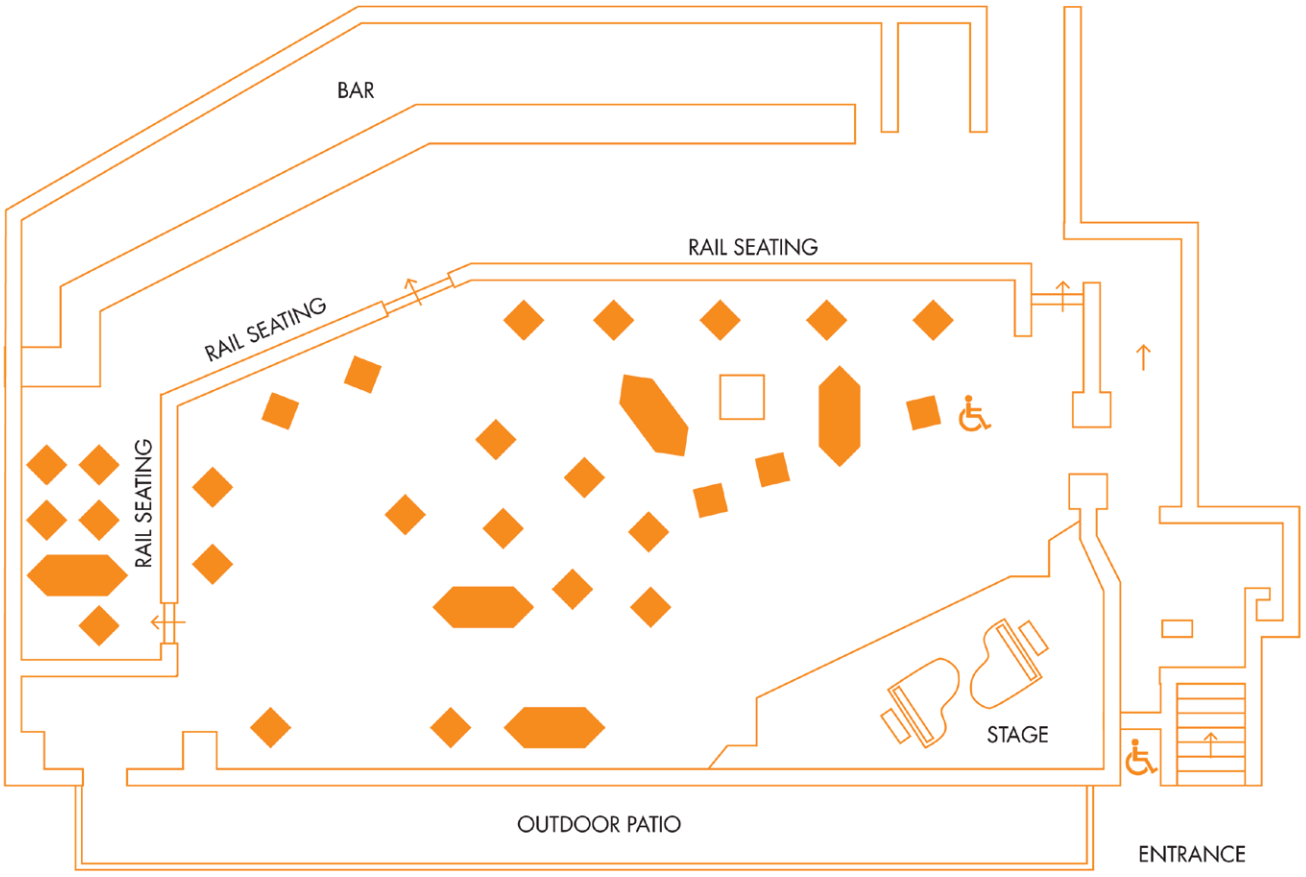 BAR
RAIL SEATING
RAIL SEATING
RAIL SEATING
STAGE
OUTDOOR PATIO
ENTRANCE